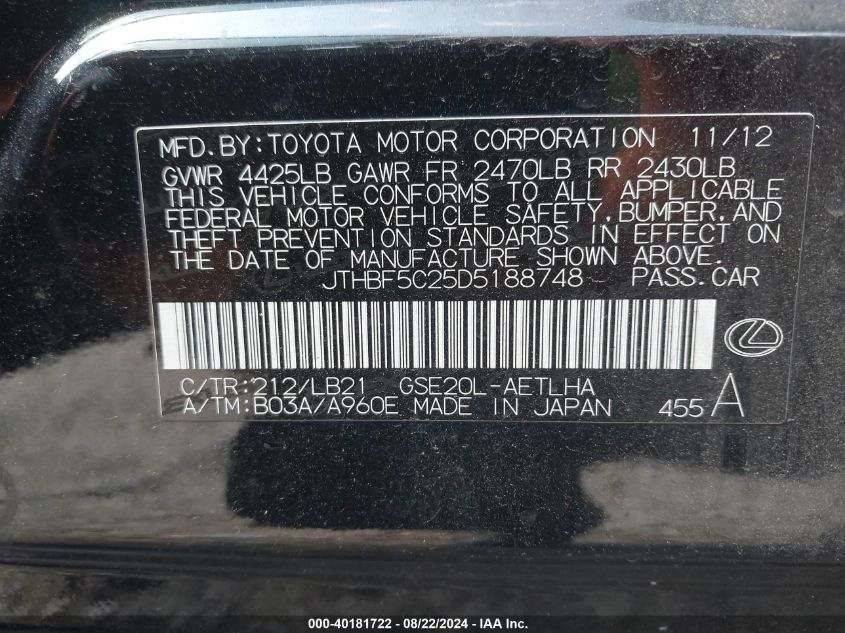 MFD.BY:TOYOTA MOTOR CORPORATION 11/12
GVWR 4425LB GAWR FR 2470LB RR 2430LB
THIS VEHICLE CONFORMS TO ALL APPLICABLE
FEDERAL MOTOR VEHICLE SAFETY,BUMPER,AND
THEFT PREVENTION STANDARDS IN EFFECT ON
THE DATE OF MANUFACTURE SHOWN ABOVE.
JTHBF5C25D5188748 PASS.CAR
C/TR:212/LB21 GSE20L-AETLHA
A/TM:B03A/A960E MADE IN JAPAN 455 A
000-40181722 - 08/22/2024 - IAA Inc.